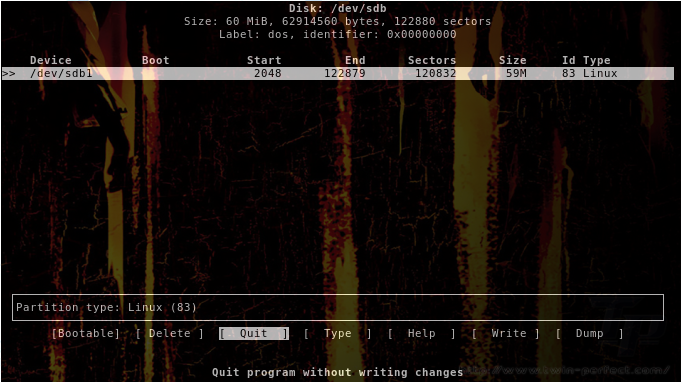 Disk: /dev/sdb
Size: 60 MiB, 62914560 bytes, 122880 sectors
Label: dos, identifier: 0x00000000
Device Boot Start End Sectors Size Id Type
>> /dev/sdb1 2048 122879 120832 59M 83 Linux
Partition type: Linux (83)
[Bootable] [ Delete ] [ Quit ] [ Type ] [ Help ] [ Write ] [ Dump ]
Quit program without writing changes